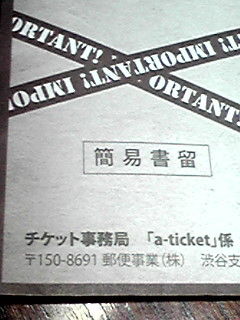 ORTANT!
T! IMPORTANT! IMPO
ORTANT
簡易書留
チケット事務局 「a-ticket」係
〒150-8691 郵便事業(株) 渋谷支